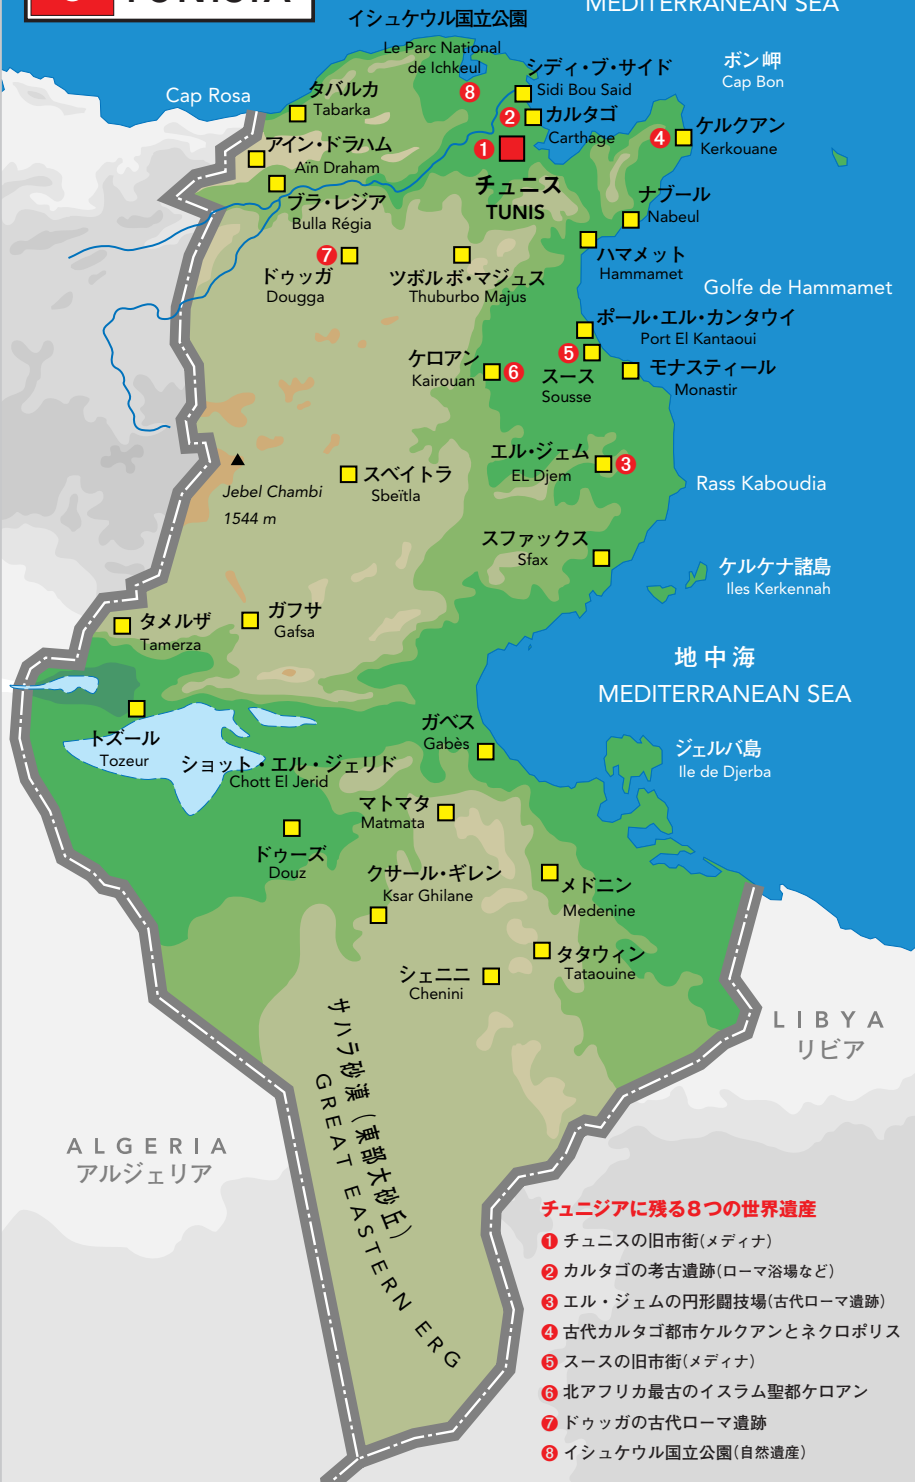 TUNISIA
MEDITERRANEAN SEA
イシュケウル国立公園
Le Parc National
de Ichkeul
シディ・ブ・サイド
Sidi Bou Said
ボン岬
Cap Bon
Cap Rosa
タバルカ
Tabarka
8
2
カルタゴ
Carthage
4
ケルクアン
Kerkouane
1
アイン・ドラハム
Aïn Draham
チュニス
TUNIS
ブラ・レジア
Bulla Régia
ナブール
Nabeul
7
ドゥッガ
Dougga
ツボルボ・マジュス
Thuburbo Majus
ハマメット
Hammamet
Golfe de Hammamet
ポール・エル・カンタウイ
Port El Kantaoui
ケロアン
Kairouan
6
5
スース
Sousse
モナスティール
Monastir
エル・ジェム
EL Djem
3
スベイトラ
Sbeïtla
Jebel Chambi
1544 m
Rass Kaboudia
スファックス
Sfax
ケルケナ諸島
Iles Kerkennah
タメルザ
Tamerza
ガフサ
Gafsa
地中海
MEDITERRANEAN SEA
トズール
Tozeur
ショット・エル・ジェリド
Chott El Jerid
ガベス
Gabès
ジェルバ島
Ile de Djerba
マトマタ
Matmata
ドゥーズ
Douz
クサール・ギレン
Ksar Ghilane
メドニン
Medenine
タタウィン
Tataouine
シェニニ
Chenini
サハラ砂漠（東部大砂丘）
GREAT EASTERN ERG
LIBYA
リビア
ALGERIA
アルジェリア
チュニジアに残る8つの世界遺産
1 チュニスの旧市街(メディナ)
2 カルタゴの考古遺跡(ローマ浴場など)
3 エル・ジェムの円形闘技場(古代ローマ遺跡)
4 古代カルタゴ都市ケルクアンとネクロポリス
5 スースの旧市街(メディナ)
6 北アフリカ最古のイスラム聖都ケロアン
7 ドゥッガの古代ローマ遺跡
8 イシュケウル国立公園(自然遺産)